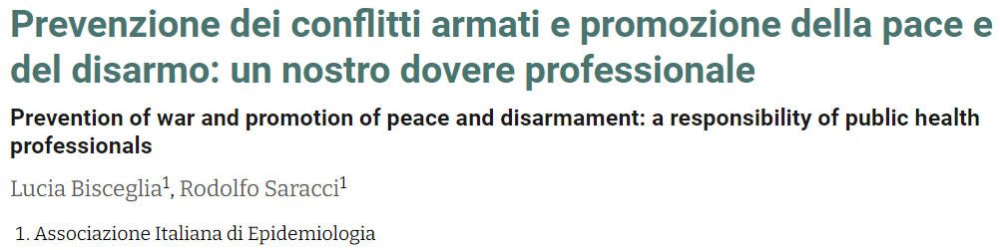 Prevenzione dei conflitti armati e promozione della pace e
del disarmo: un nostro dovere professionale
Prevention of war and promotion of peace and disarmament: a responsibility of public health
professionals
Lucia Bisceglia1, Rodolfo Saracci1
1. Associazione Italiana di Epidemiologia